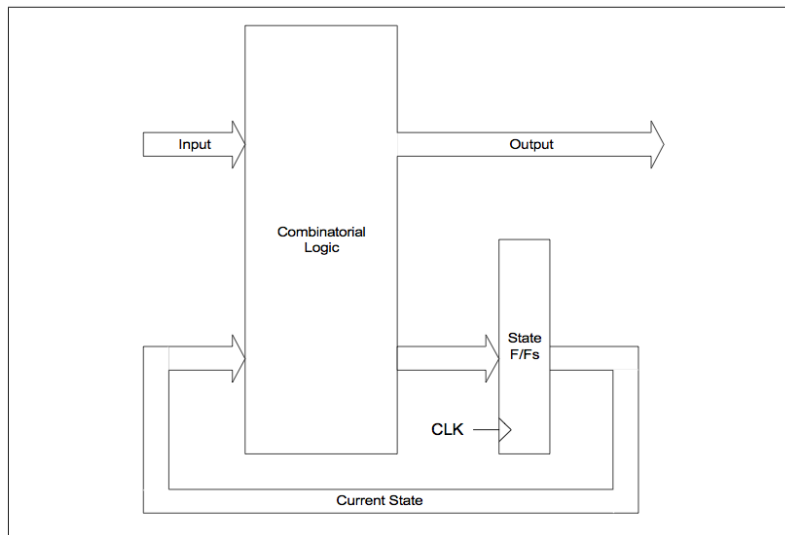 Input
Output
Combinatorial
Logic
State
F/Fs
CLK
Current State